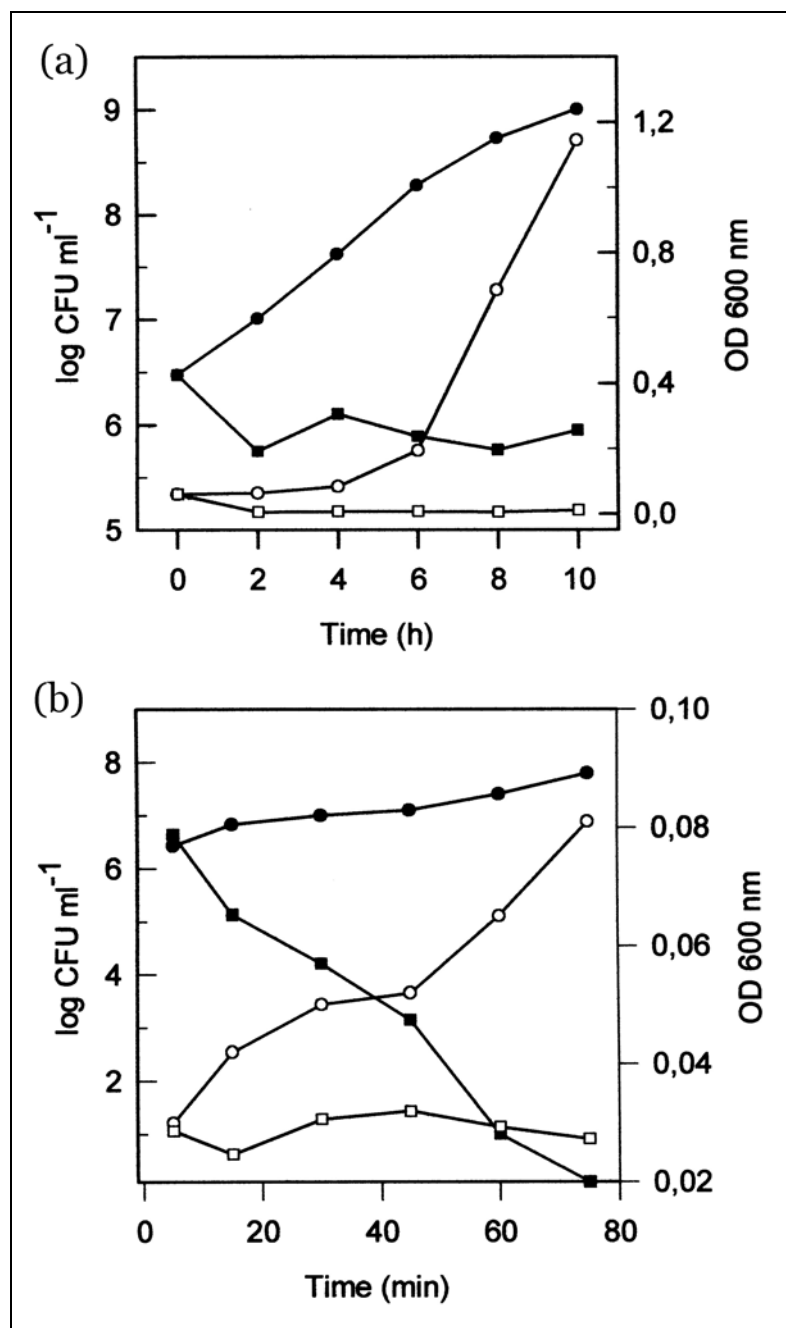 (a)
9
8
7
6
5
log CFU ml⁻¹
1,2
0,8
0,4
0,0
OD 600 nm
0 2 4 6 8 10
Time (h)
(b)
8
6
4
2
log CFU ml⁻¹
0,10
0,08
0,06
0,04
0,02
OD 600 nm
0 20 40 60 80
Time (min)